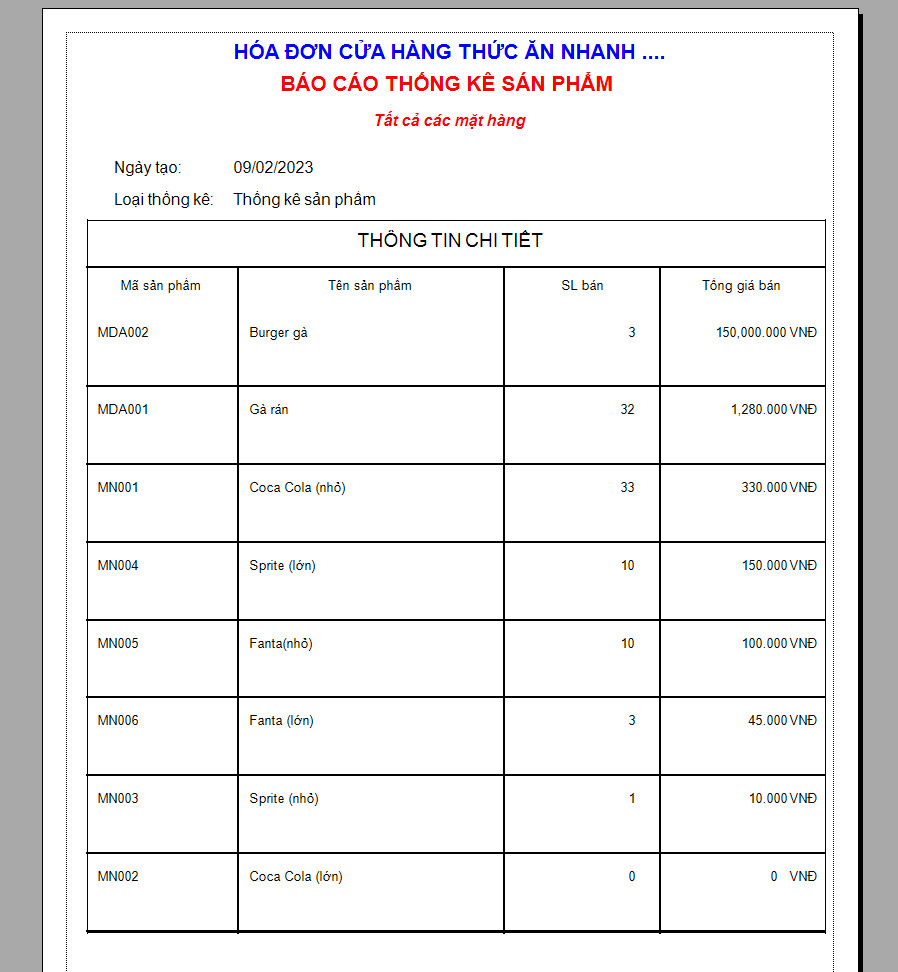 HÓA ĐƠN CỬA HÀNG THỨC ĂN NHANH ....
BÁO CÁO THỐNG KÊ SẢN PHẨM
Tất cả các mặt hàng
Ngày tạo: 09/02/2023
Loại thống kê: Thống kê sản phẩm
THÔNG TIN CHI TIẾT
Mã sản phẩm Tên sản phẩm SL bán Tổng giá bán
MDA002 Burger gà 3 150,000.000 VNĐ
MDA001 Gà rán 32 1,280.000 VNĐ
MN001 Coca Cola (nhỏ) 33 330.000 VNĐ
MN004 Sprite (lớn) 10 150.000 VNĐ
MN005 Fanta(nhỏ) 10 100.000 VNĐ
MN006 Fanta (lớn) 3 45.000 VNĐ
MN003 Sprite (nhỏ) 1 10.000 VNĐ
MN002 Coca Cola (lớn) 0 0 VNĐ